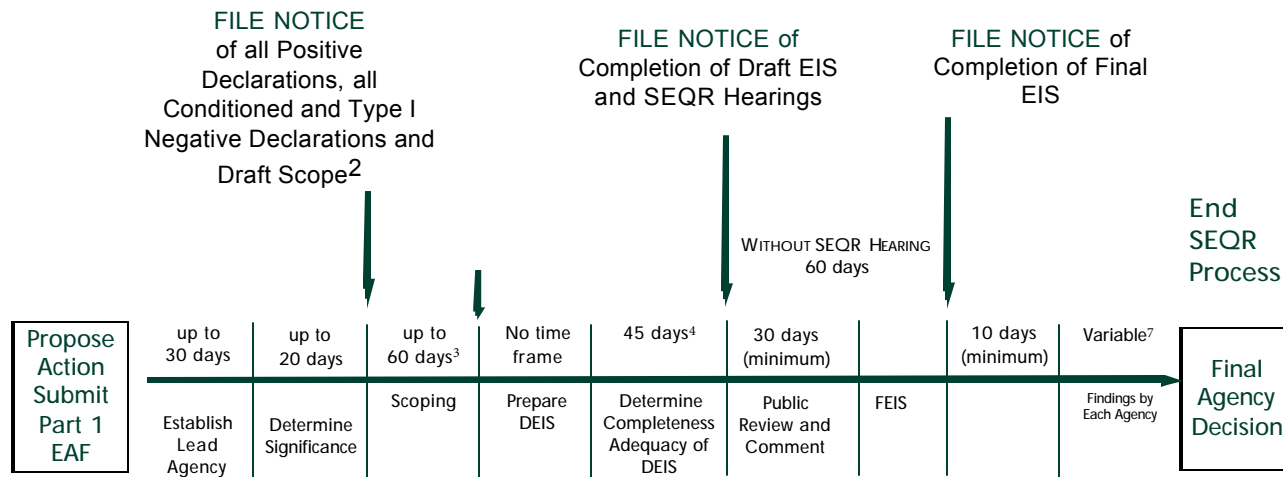 FILE NOTICE
of all Positive
Declarations, all
Conditioned and Type I
Negative Declarations and
Draft Scope2
FILE NOTICE of
Completion of Draft EIS
and SEQR Hearings
FILE NOTICE of
Completion of Final
EIS
WITHOUT SEQR HEARING
60 days
End
SEQR
Process
Propose
Action
Submit
Part 1
EAF
up to
30 days
up to
20 days
up to
60 days3
No time
frame
45 days4
30 days
(minimum)
10 days
(minimum)
Variable7
Establish
Lead
Agency
Determine
Significance
Scoping
Prepare
DEIS
Determine
Completeness
Adequacy of
DEIS
Public
Review and
Comment
FEIS
Findings by
Each Agency
Final
Agency
Decision